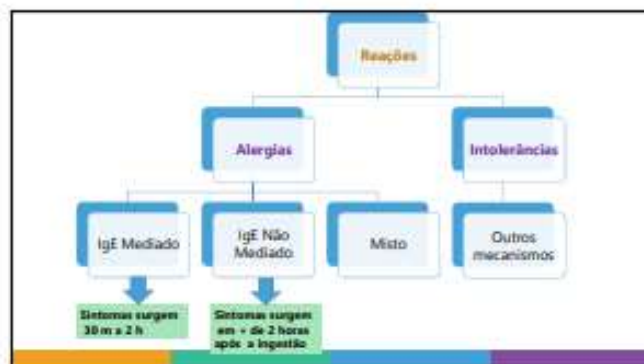 Reações
Alergias
Intolerâncias
IgE Mediado
IgE Não
Mediado
Misto
Outros
mecanismos
Sintomas surgem
30 m a 2 h
Sintomas surgem
em + de 2 horas
após a ingestão